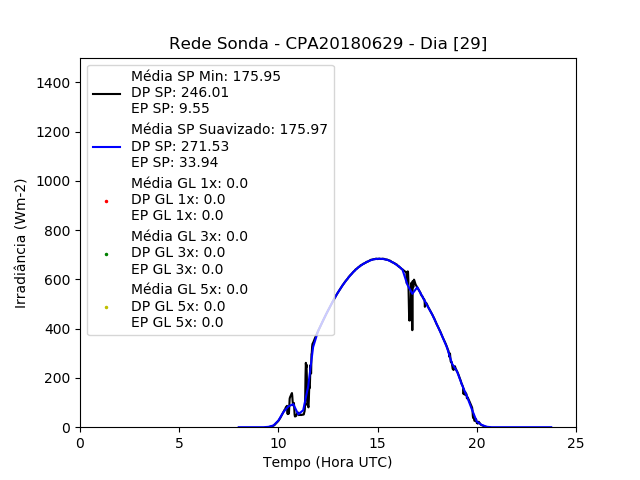 Rede Sonda - CPA20180629 - Dia [29]
Irradiância (Wm-2)
1400
1200
1000
800
600
400
200
0
Média SP Min: 175.95
DP SP: 246.01
EP SP: 9.55
Média SP Suavizado: 175.97
DP SP: 271.53
EP SP: 33.94
Média GL 1x: 0.0
DP GL 1x: 0.0
EP GL 1x: 0.0
Média GL 3x: 0.0
DP GL 3x: 0.0
EP GL 3x: 0.0
Média GL 5x: 0.0
DP GL 5x: 0.0
EP GL 5x: 0.0
0 5 10 15 20 25
Tempo (Hora UTC)